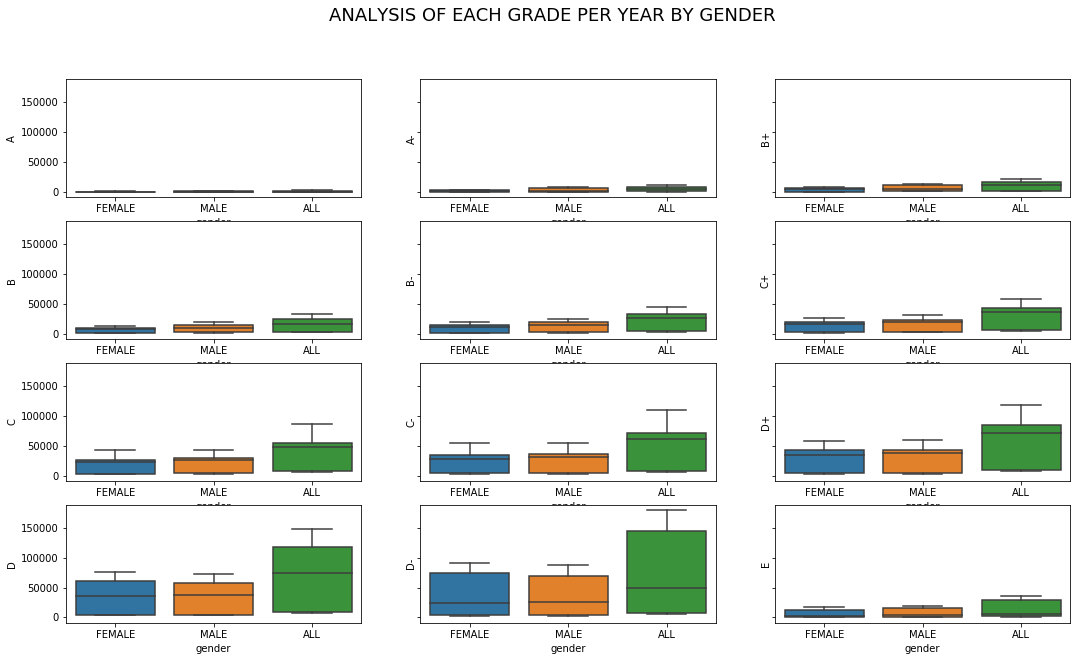 ANALYSIS OF EACH GRADE PER YEAR BY GENDER
150000
100000
50000
0
A
FEMALE MALE ALL
gender
A-
FEMALE MALE ALL
gender
B+
FEMALE MALE ALL
gender
150000
100000
50000
0
B
FEMALE MALE ALL
gender
B-
FEMALE MALE ALL
gender
C+
FEMALE MALE ALL
gender
150000
100000
50000
0
C
FEMALE MALE ALL
gender
C-
FEMALE MALE ALL
gender
D+
FEMALE MALE ALL
gender
150000
100000
50000
0
D
FEMALE MALE ALL
gender
D-
FEMALE MALE ALL
gender
E
FEMALE MALE ALL
gender